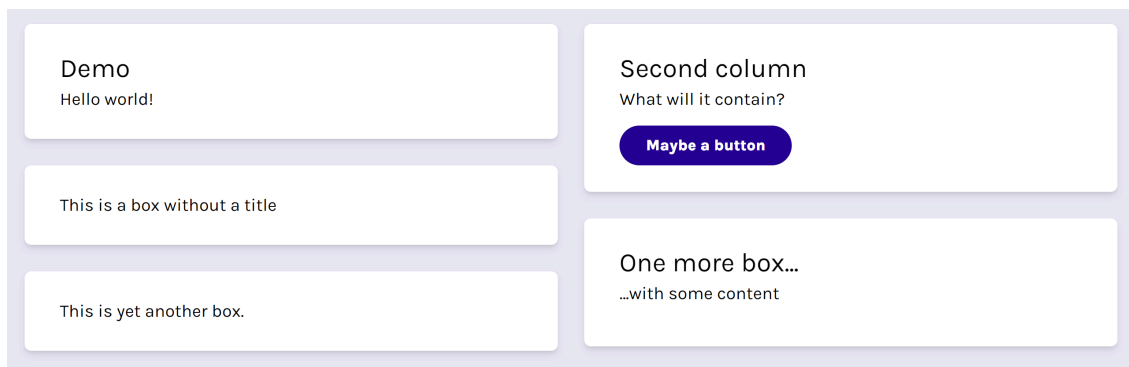 Demo
Hello world!
This is a box without a title
This is yet another box.
Second column
What will it contain?
Maybe a button
One more box...
...with some content